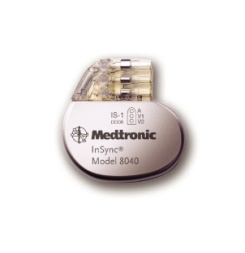 IS-1 A
V1
V2
Medtronic
InSync®
Model 8040